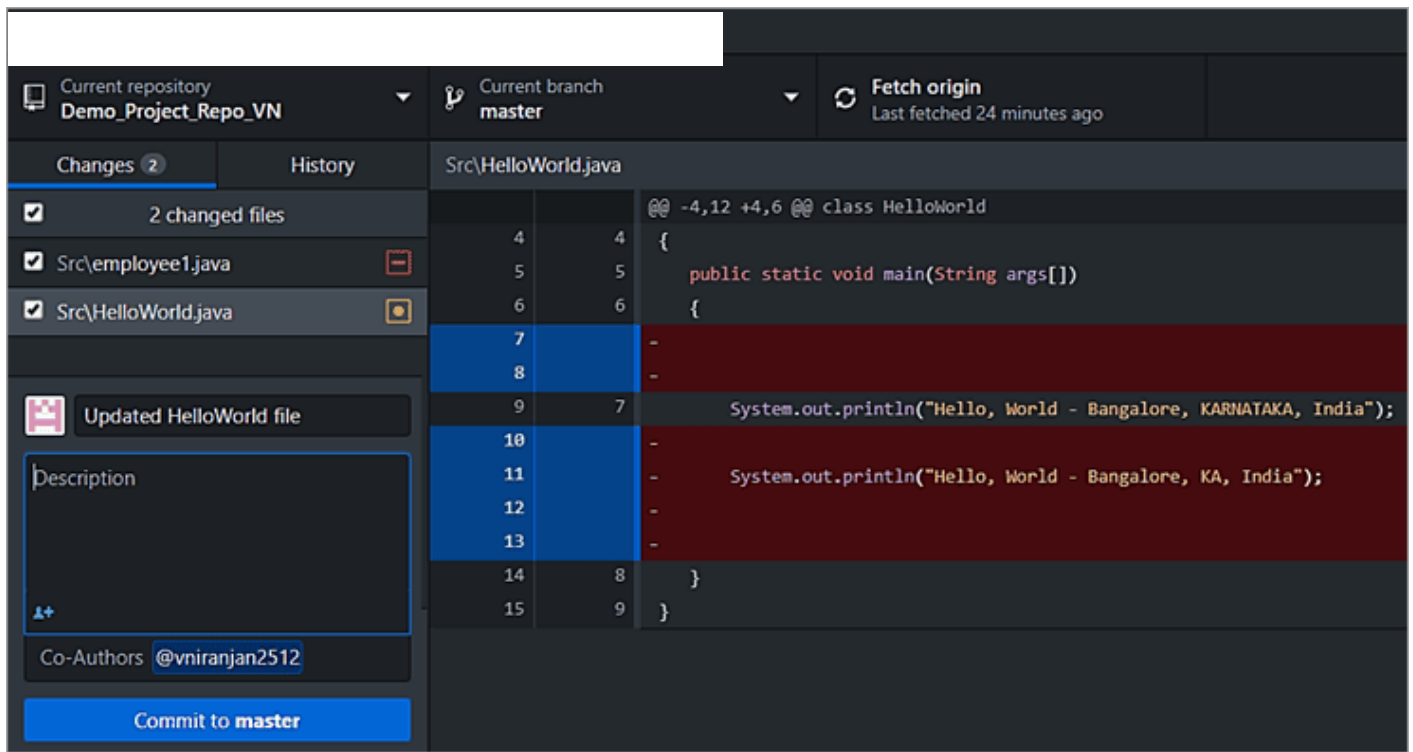 Current repository
Demo_Project_Repo_VN
Current branch
master
Fetch origin
Last fetched 24 minutes ago
Changes 2
History
2 changed files
Src\employee1.java
Src\HelloWorld.java
Updated HelloWorld file
Description
Co-Authors @vniranjan2512
Commit to master
Src\HelloWorld.java
@@ -4,12 +4,6 @@ class HelloWorld
4 4 {
5 5 public static void main(String args[])
6 6 {
7 -
8 -
9 7 System.out.println("Hello, World - Bangalore, KARNATAKA, India");
10 -
11 - System.out.println("Hello, World - Bangalore, KA, India");
12 -
13 -
14 8 }
15 9 }